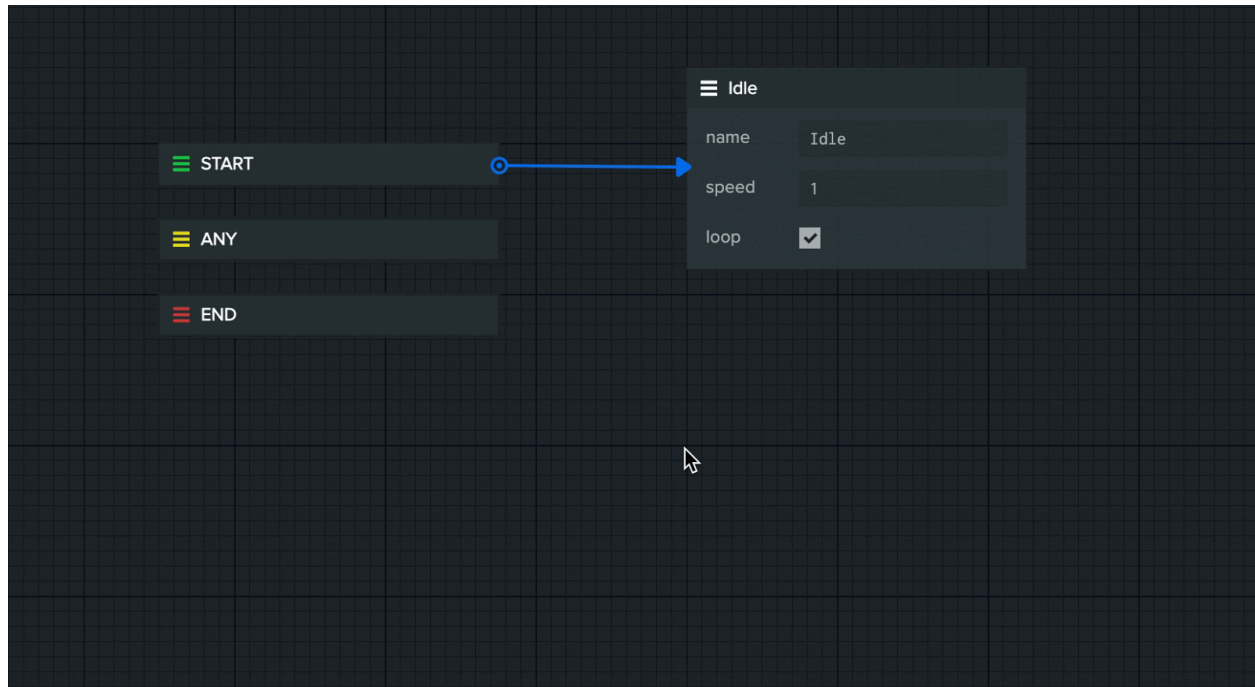 START
ANY
END
Idle
name Idle
speed 1
loop